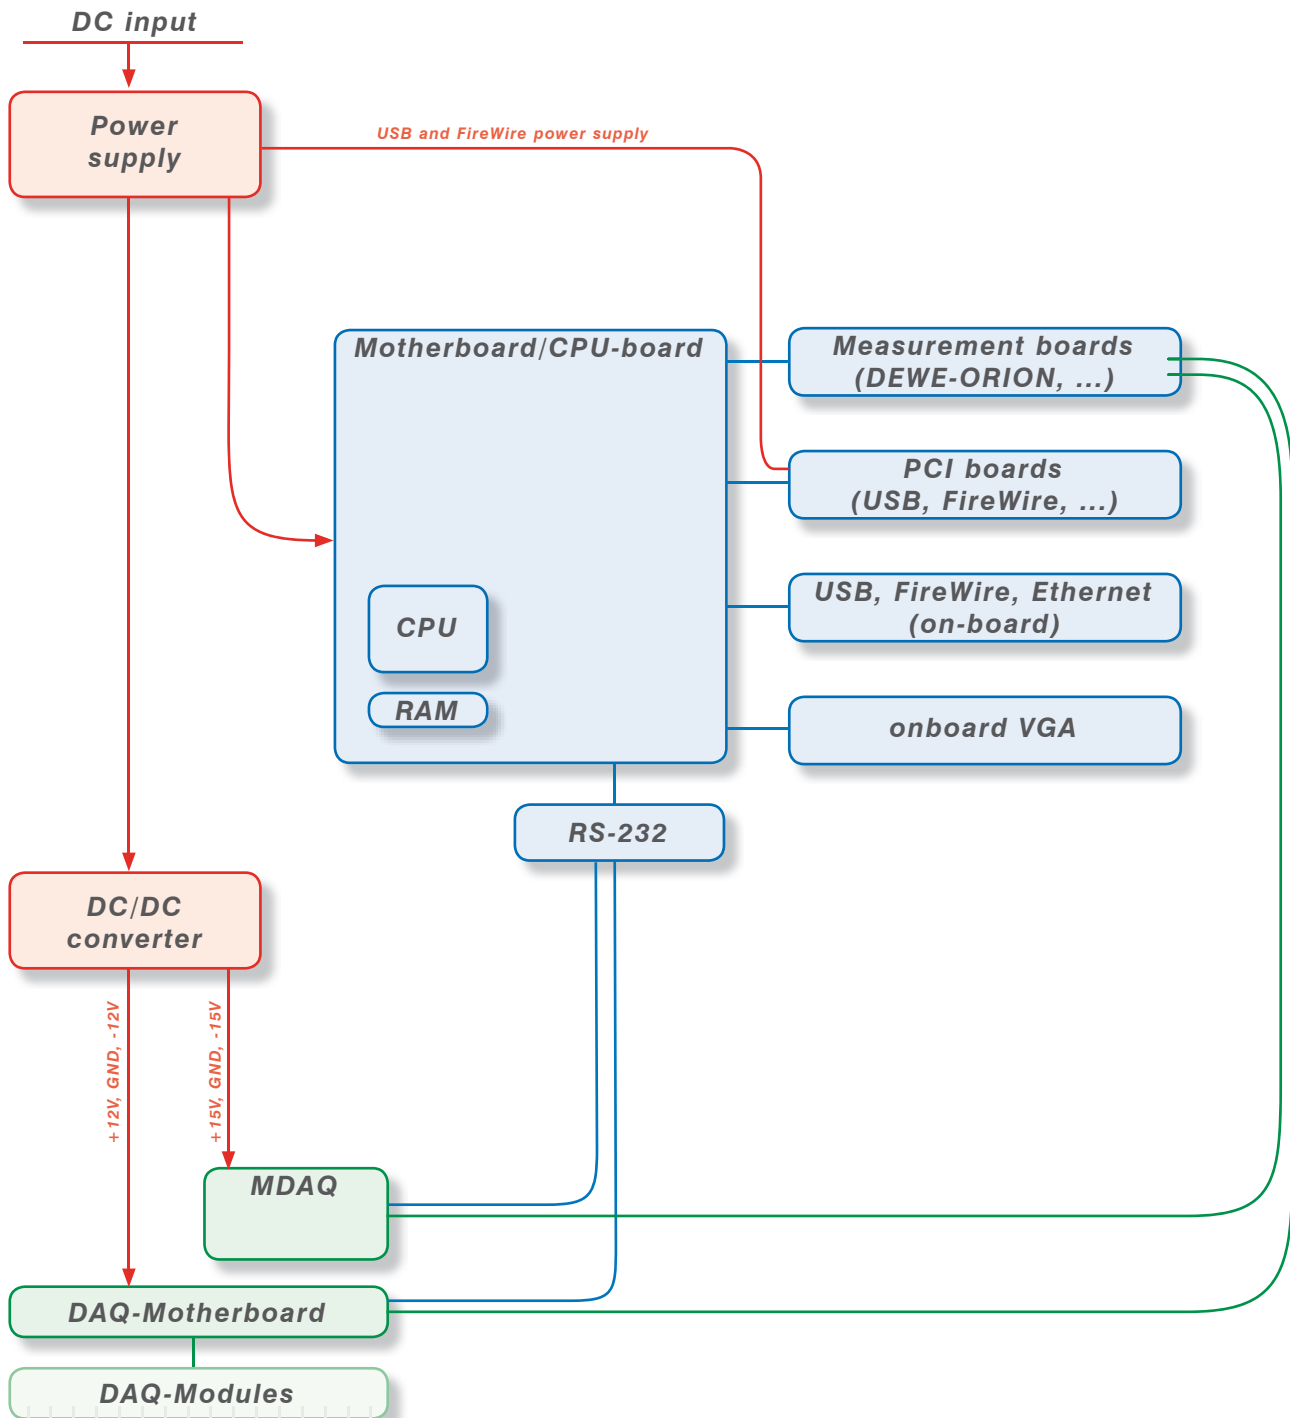 DC input
Power
supply
USB and FireWire power supply
Motherboard/CPU-board
Measurement boards
(DEWE-ORION, ...)
PCI boards
(USB, FireWire, ...)
USB, FireWire, Ethernet
(on-board)
CPU
RAM
onboard VGA
RS-232
DC/DC
converter
+12V, GND, -12V
+15V, GND, -15V
MDAQ
DAQ-Motherboard
DAQ-Modules